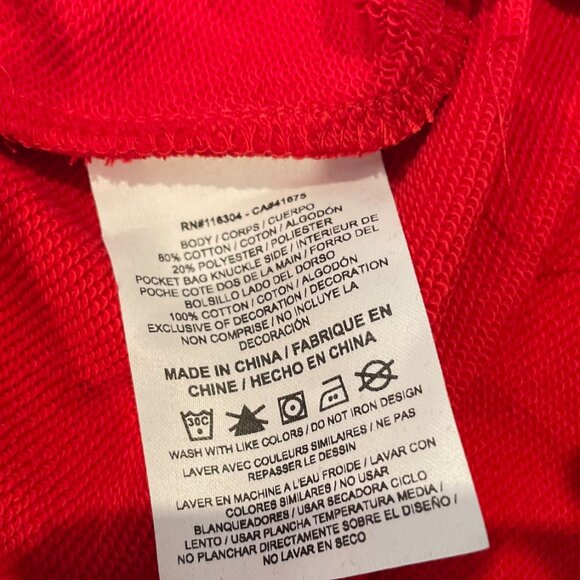 RN#116304 - CA#41675
BODY / CORPS / CUERPO
80% COTTON / COTON / ALGODÓN
20% POLYESTER / POLIESTER
POCKET BAG KNUCKLE SIDE / INTERIEUR DE
POCHE COTE DOS DE LA MAIN / FORRO DEL
BOLSILLO LADO DEL DORSO
100% COTTON / COTON / ALGODÓN
EXCLUSIVE OF DECORATION / DECORATION
NON COMPRISE / NO INCLUYE LA
DECORACIÓN
MADE IN CHINA / FABRIQUE EN
CHINE / HECHO EN CHINA
30C
WASH WITH LIKE COLORS / DO NOT IRON DESIGN
LAVER AVEC COULEURS SIMILAIRES / NE PAS
REPASSER LE DESSIN
LAVER EN MACHINE A L'EAU FROIDE / LAVAR CON
COLORES SIMILARES / NO USAR
BLANQUEADORES / USAR SECADORA CICLO
LENTO / USAR PLANCHA TEMPERATURA MEDIA /
NO PLANCHAR DIRECTAMENTE SOBRE EL DISEÑO /
NO LAVAR EN SECO